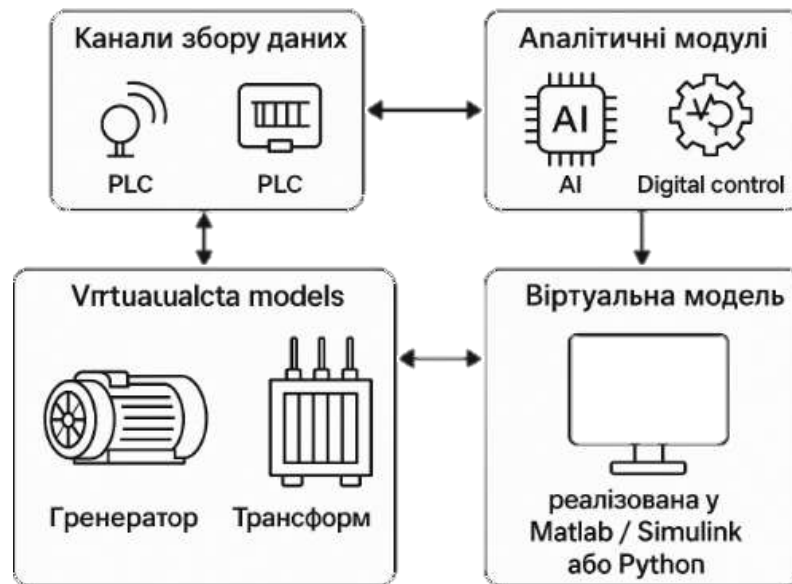 Канали збору даних
PLC
PLC
Аналітичні модулі
AI
AI
Digital control
Vптuauualcta models
Гренератор
Трансформ
Віртуальна модель
реалізована у
Matlab / Simulink
або Python